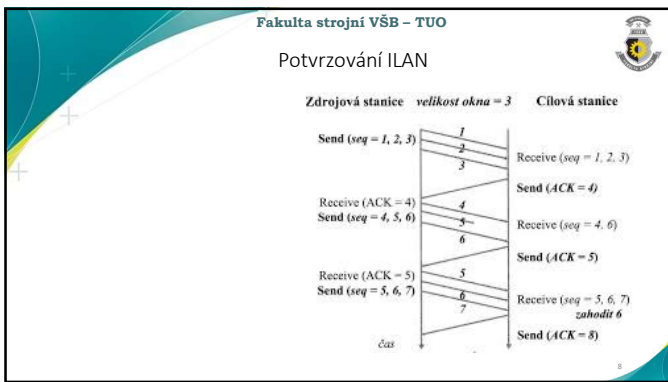 Fakulta strojní VŠB – TUO
Potvrzování ILAN
Zdrojová stanice velikost okna = 3 Cílová stanice
1
Send (seq = 1, 2, 3)
2
Receive (seq = 1, 2, 3)
3
Send (ACK = 4)
Receive (ACK = 4)
4
Send (seq = 4, 5, 6)
5
Receive (seq = 4, 6)
6
Send (ACK = 5)
Receive (ACK = 5)
5
Send (seq = 5, 6, 7)
6
Receive (seq = 5, 6, 7)
7
zahodit 6
Send (ACK = 8)
čas
8